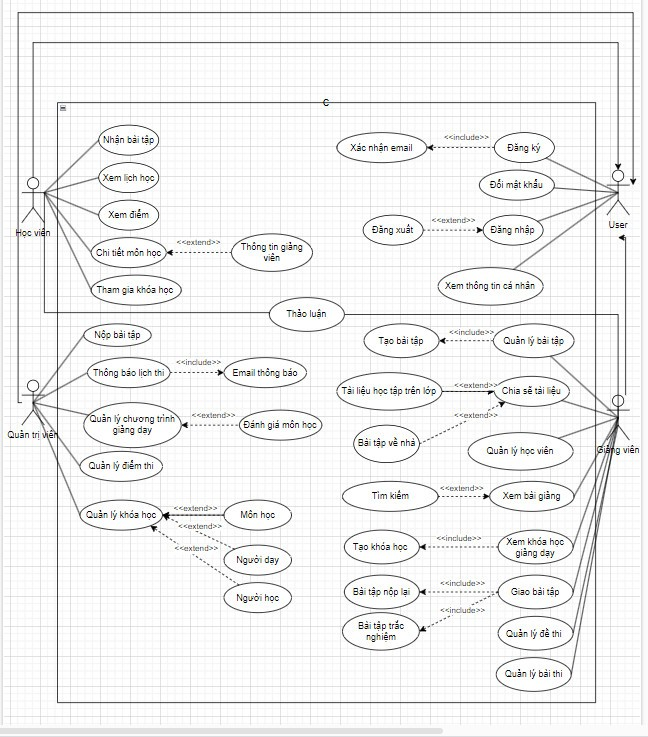 C
Nhận bài tập
Xem lịch học
Xem điểm
Chi tiết môn học
<<extend>>
Thông tin giảng
viên
Tham gia khóa học
Học viên
Xác nhận email
<<include>>
Đăng ký
Đổi mật khẩu
Đăng xuất
<<extend>>
Đăng nhập
Xem thông tin cá nhân
User
Thảo luận
Nộp bài tập
Thông báo lịch thi
<<include>>
Email thông báo
Quản lý chương trình
giảng dạy
<<extend>>
Đánh giá môn học
Quản lý điểm thi
Quản lý khóa học
<<extend>>
Môn học
<<extend>>
Người dạy
<<extend>>
Người học
Quản trị viên
Tạo bài tập
<<include>>
Quản lý bài tập
Tài liệu học tập trên lớp
<<extend>>
Chia sẻ tài liệu
<<extend>>
Bài tập về nhà
Quản lý học viên
Tìm kiếm
<<extend>>
Xem bài giảng
Tạo khóa học
<<include>>
Xem khóa học
giảng dạy
Bài tập nộp lại
<<include>>
Giao bài tập
<<include>>
Bài tập trắc
nghiệm
Quản lý đề thi
Quản lý bài thi
Giảng viên